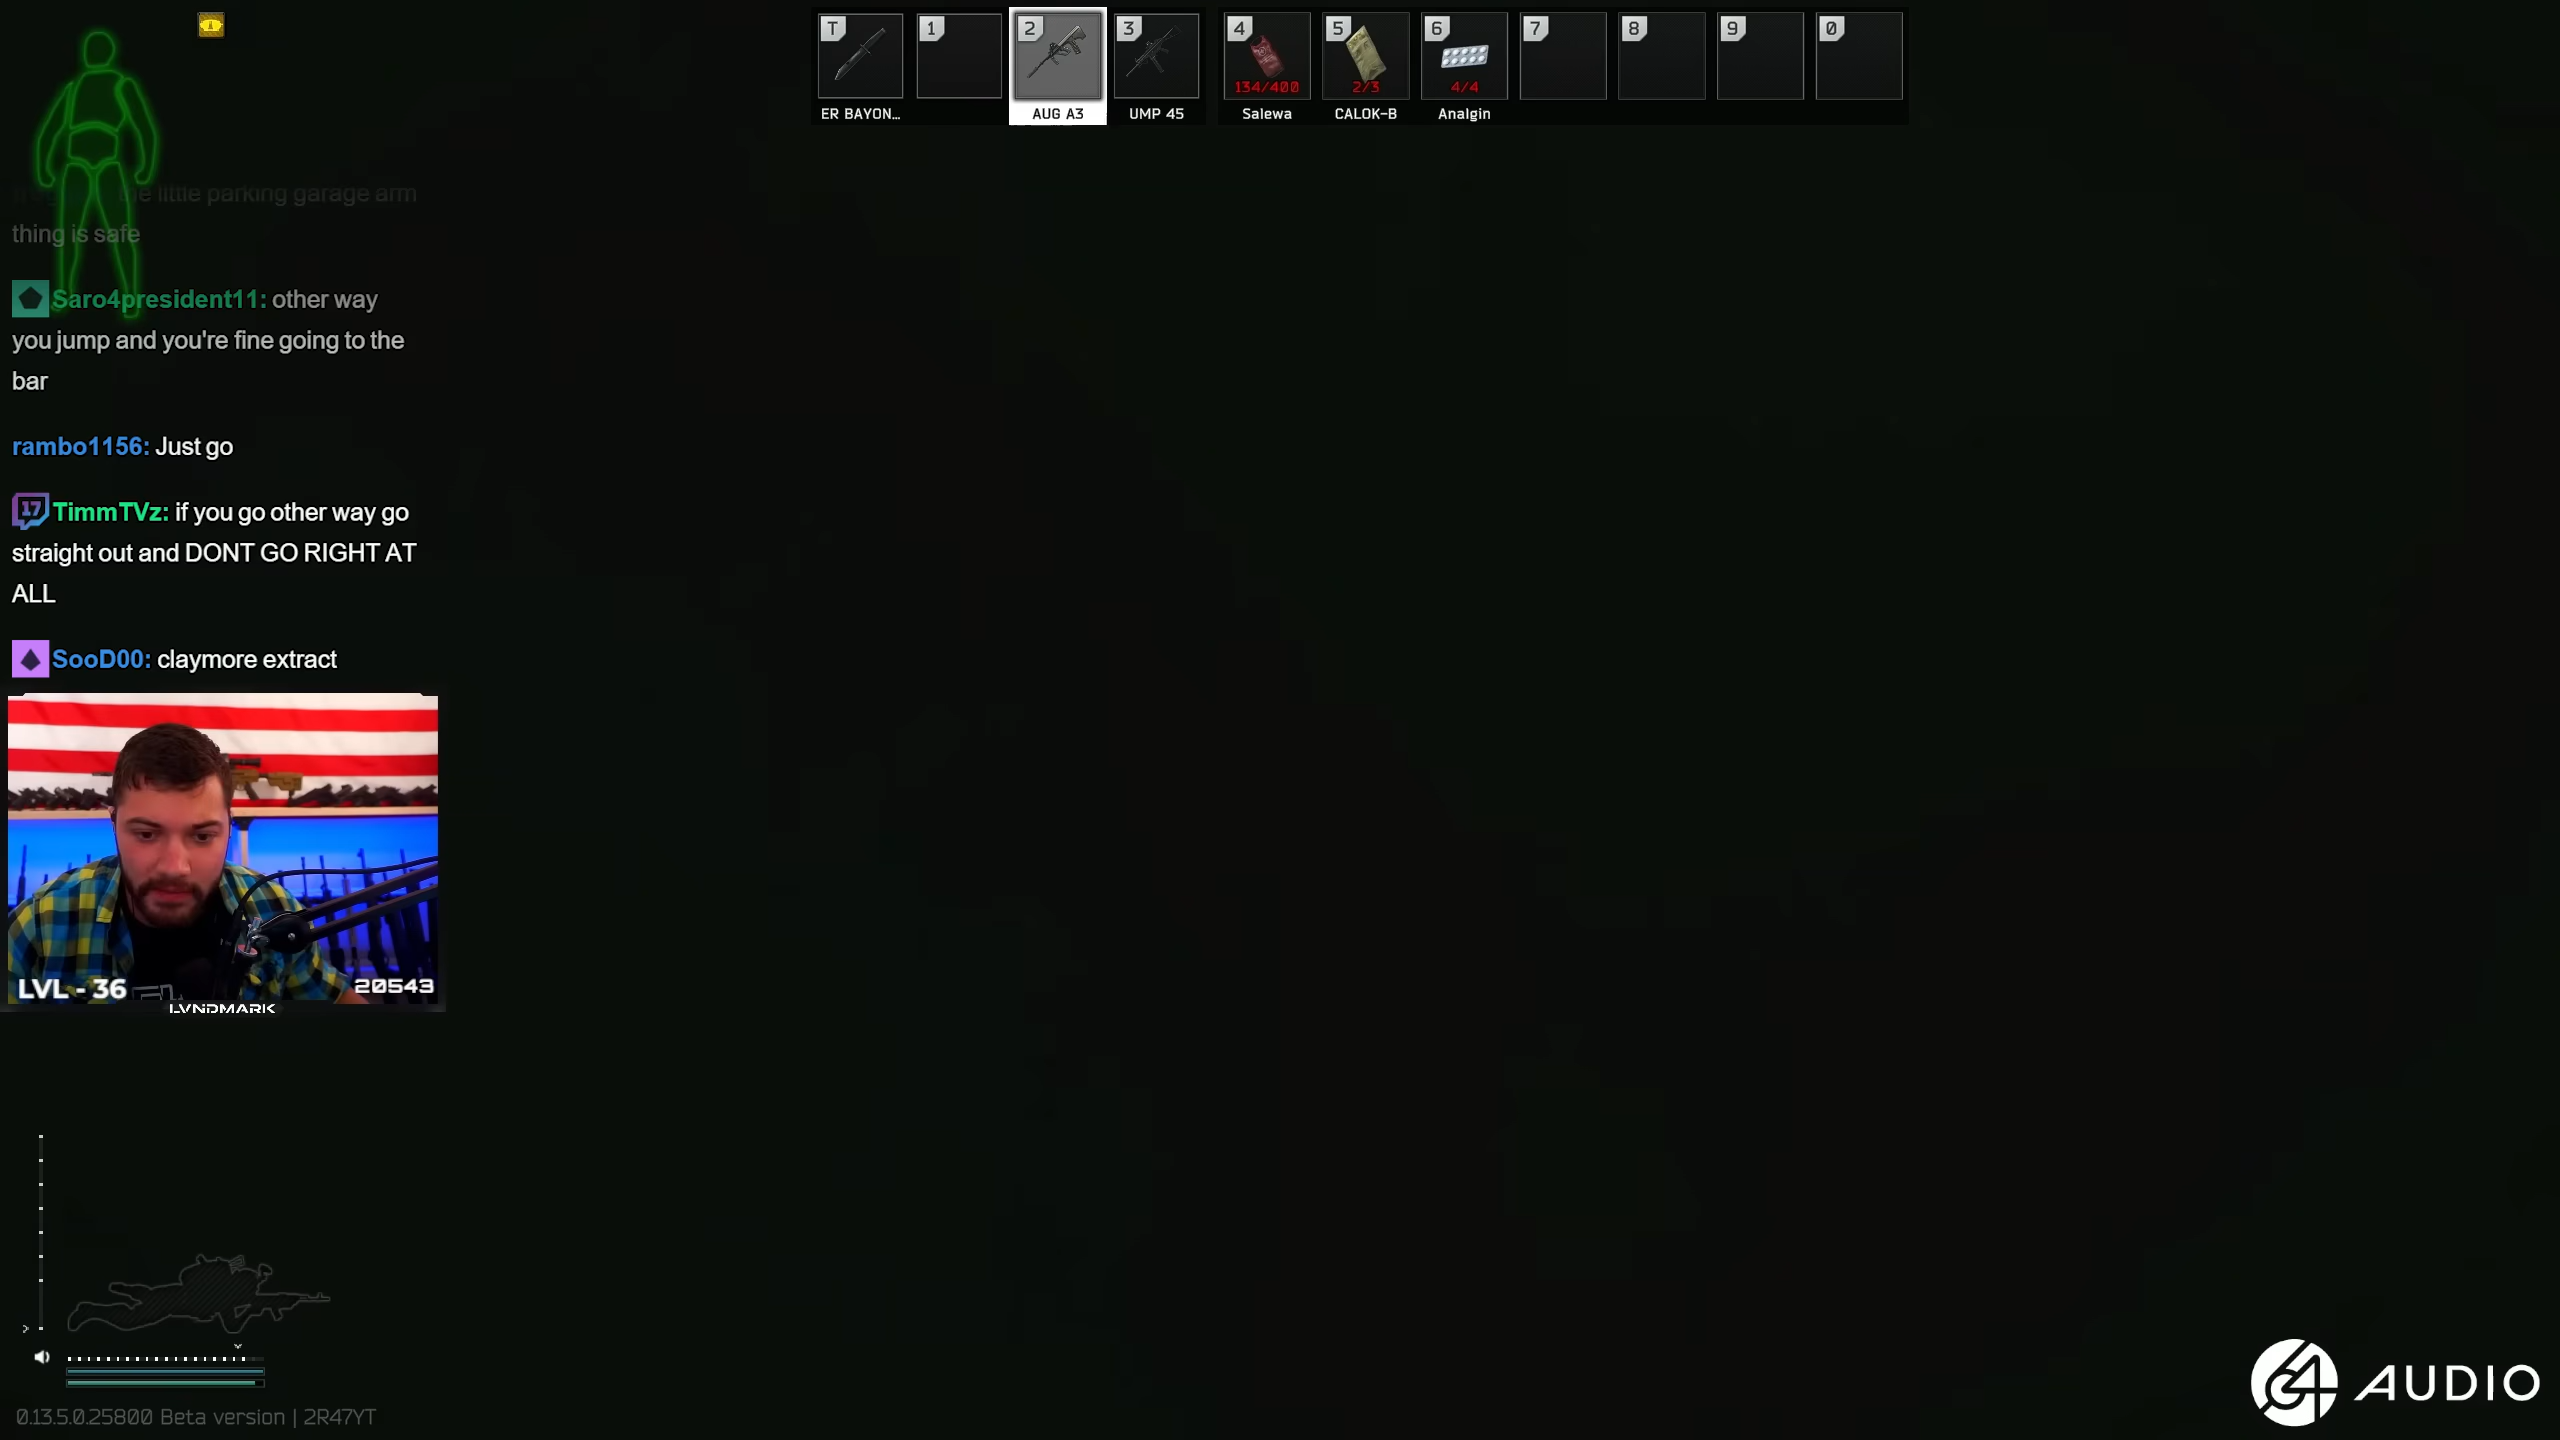 T
1
2
3
4
5
6
7
8
9
0
134/400
2/3
4/4
ER BAYON...
AUG A3
UMP 45
Salewa
CALOK-B
Analgin
little parking garage arm
thing is safe
Saro4president11: other way
you jump and you're fine going to the
bar
rambo1156: Just go
17 TimmTVz: if you go other way go
straight out and DONT GO RIGHT AT
ALL
SooD00: claymore extract
LVL - 36
20543
LVNDMARK
0.13.5.0.25800 Beta version | 2R47YT
64 AUDIO